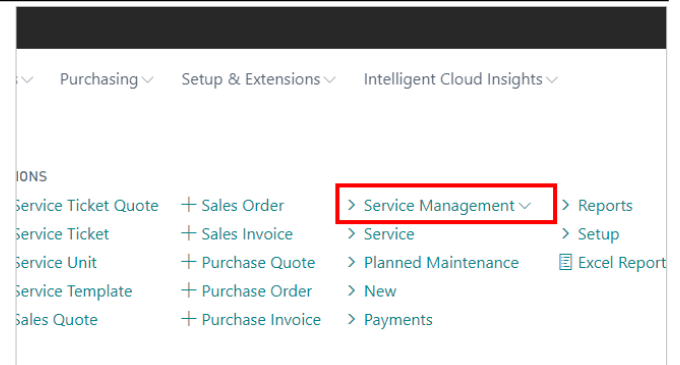 Purchasing Setup & Extensions Intelligent Cloud Insights
IONS
Service Ticket Quote + Sales Order > Service Management > Reports
Service Ticket + Sales Invoice > Service > Setup
Service Unit + Purchase Quote > Planned Maintenance Excel Report
Service Template + Purchase Order > New
Sales Quote + Purchase Invoice > Payments